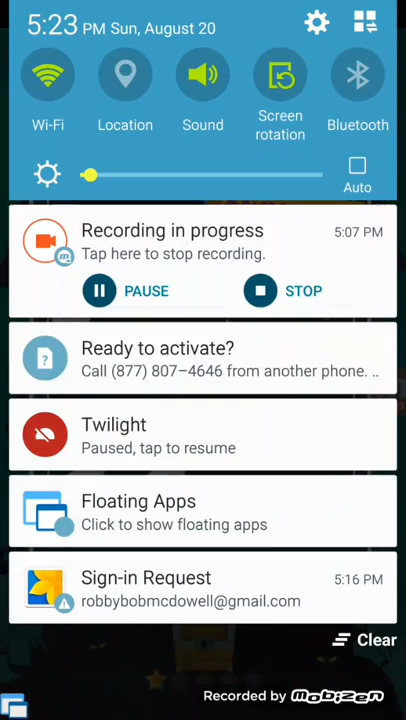 5:23 PM Sun, August 20
Wi-Fi
Location
Sound
Screen
rotation
Bluetooth
Auto
Recording in progress 5:07 PM
Tap here to stop recording.
PAUSE STOP
Ready to activate?
Call (877) 807-4646 from another phone. ..
Twilight
Paused, tap to resume
Floating Apps
Click to show floating apps
Sign-in Request 5:16 PM
robbybobmcdowell@gmail.com
Clear
Recorded by mobizen